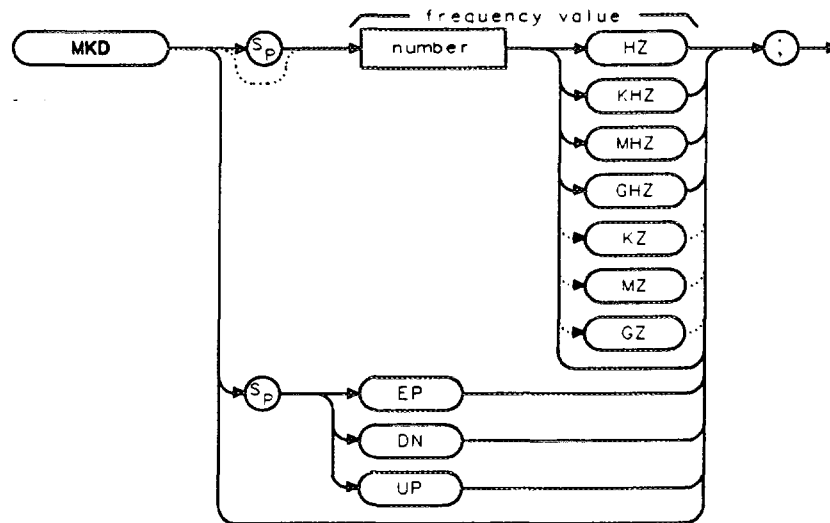 frequency value
MKD
Sp
number
HZ
;
KHZ
MHZ
GHZ
KZ
MZ
GZ
Sp
EP
DN
UP